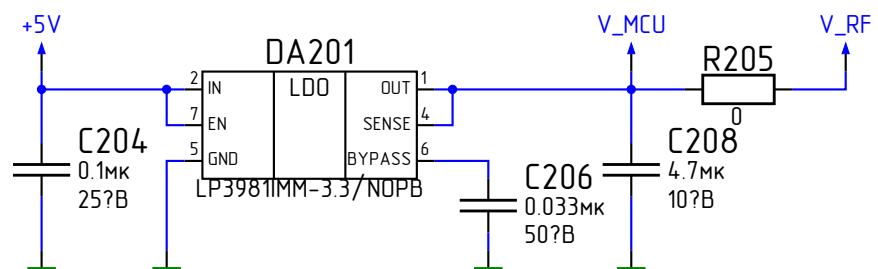 +5V
V_MCU
V_RF
DA201
R205
2
IN
LDO
OUT
1
7
EN
SENSE
4
0
5
GND
BYPASS
6
C204
0.1мк
25?В
LP3981IMM-3.3/NOPB
C206
0.033мк
50?В
C208
4.7мк
10?В